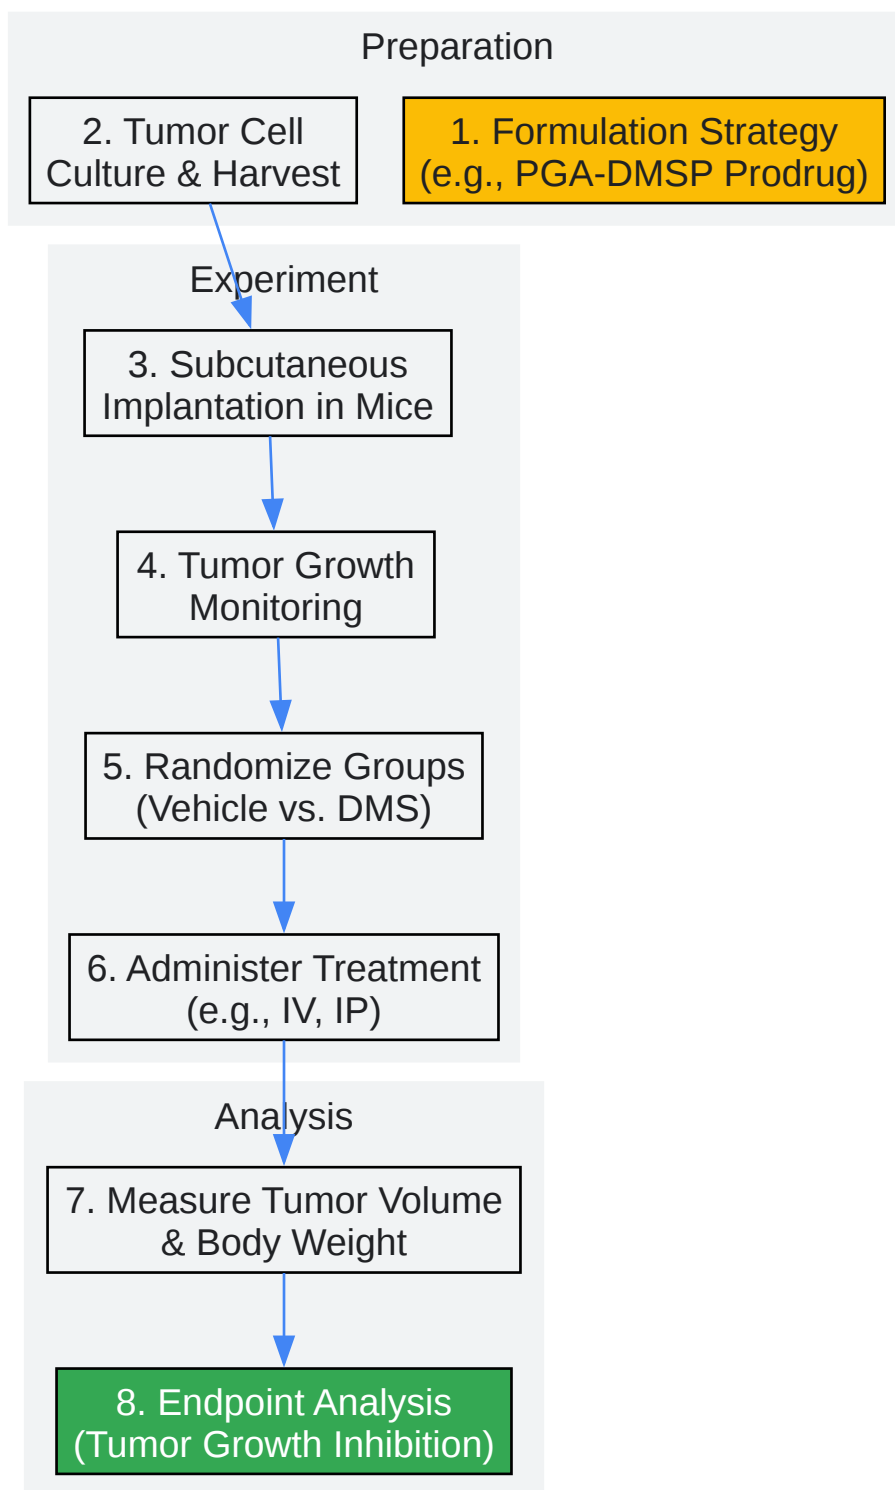 Preparation
2. Tumor Cell
Culture & Harvest
1. Formulation Strategy
(e.g., PGA-DMSP Prodrug)
Experiment
3. Subcutaneous
Implantation in Mice
4. Tumor Growth
Monitoring
5. Randomize Groups
(Vehicle vs. DMS)
6. Administer Treatment
(e.g., IV, IP)
Analysis
7. Measure Tumor Volume
& Body Weight
8. Endpoint Analysis
(Tumor Growth Inhibition)